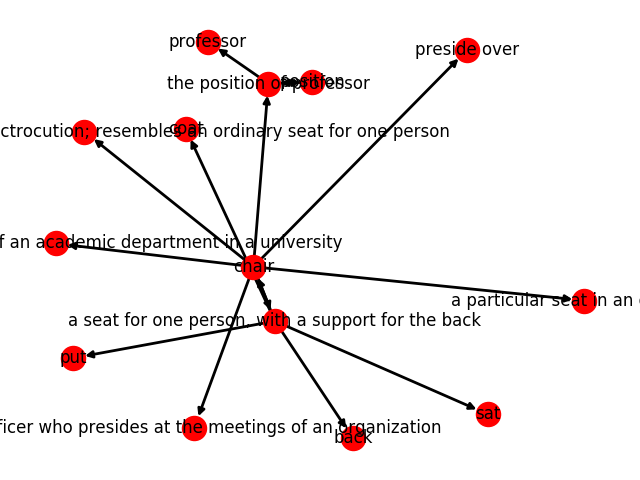 professor
preside over
the position of professor
position
coat
ctrocution; resembles an ordinary seat for one person
f an academic department in a university
chair
a particular seat in an
a seat for one person, with a support for the back
put
sat
ficer who presides at the meetings of an organization
back